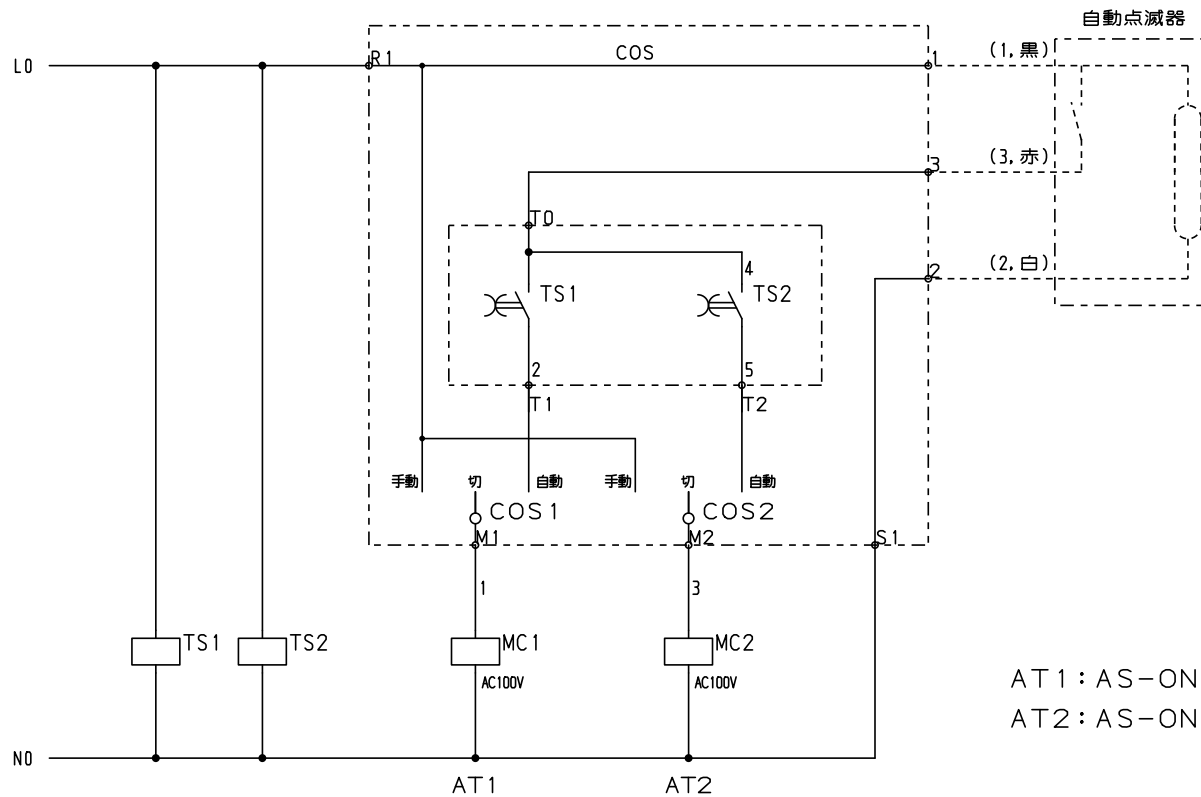 自動点滅器
L0
R1
COS
1
(1,黒)
3
(3,赤)
T0
2
(2,白)
4
TS1
TS2
2
5
T1
T2
手動
切
自動
手動
切
自動
COS1
COS2
M1
M2
S1
1
3
TS1
TS2
MC1
MC2
AC100V
AC100V
AT1:AS-ON
AT2:AS-ON
N0
AT1
AT2